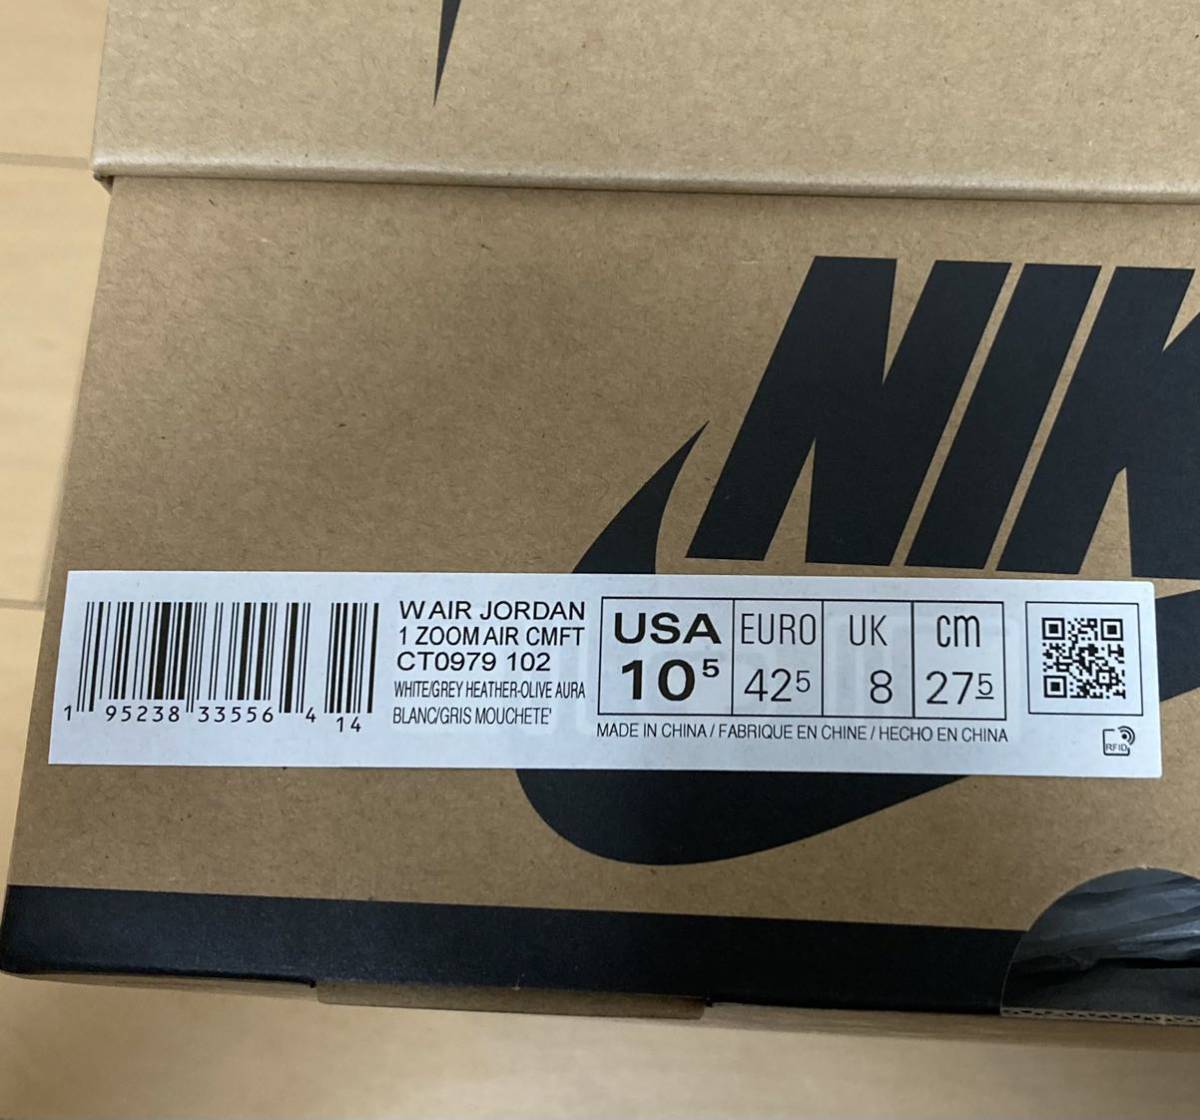 NIK
W AIR JORDAN
1 ZOOM AIR CMFT
CT0979 102
WHITE/GREY HEATHER-OLIVE AURA
BLANC/GRIS MOUCHETE'
1 95238 33556 4 14
USA EURO UK cm
10 5 42 5 8 27 5
MADE IN CHINA / FABRIQUE EN CHINE / HECHO EN CHINA
RFID